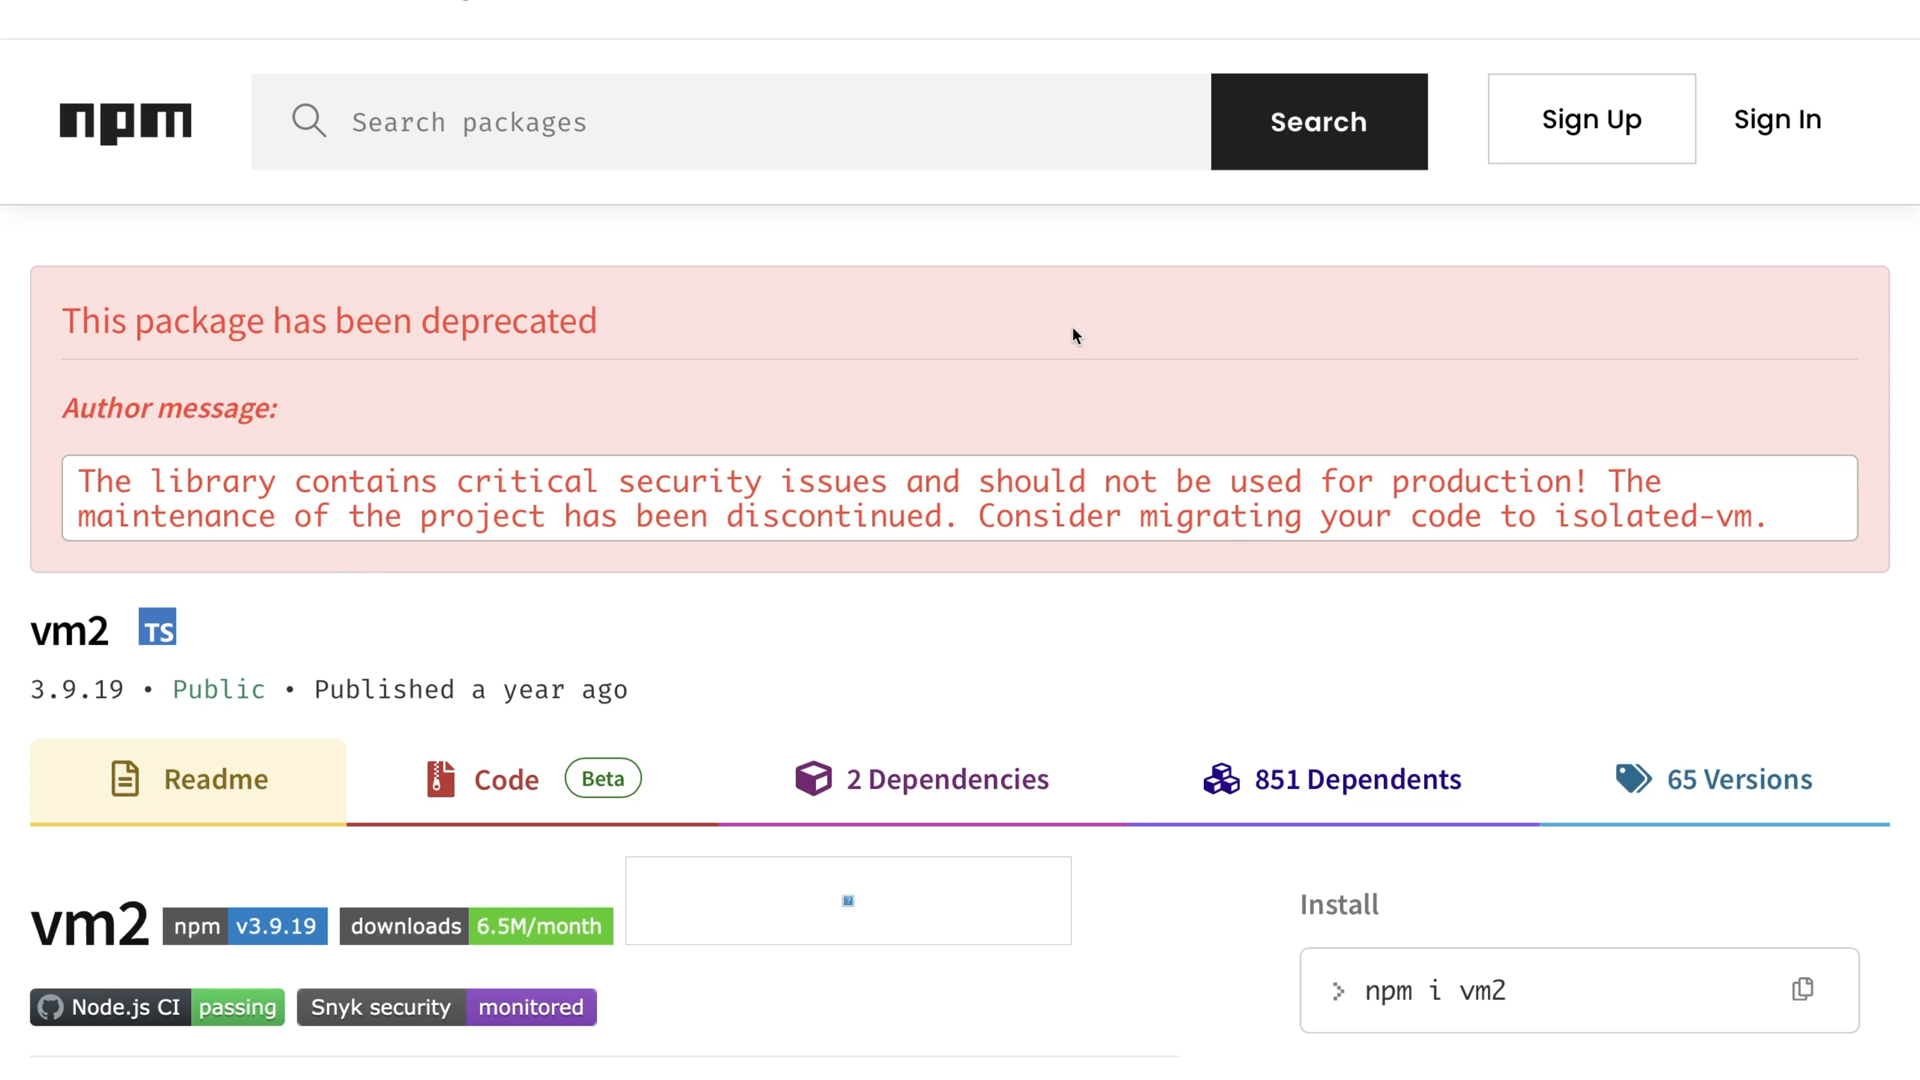 npm
Search packages
Search
Sign Up
Sign In
This package has been deprecated
Author message:
The library contains critical security issues and should not be used for production! The
maintenance of the project has been discontinued. Consider migrating your code to isolated-vm.
vm2 TS
3.9.19 • Public • Published a year ago
Readme
Code Beta
2 Dependencies
851 Dependents
65 Versions
vm2 npm v3.9.19 downloads 6.5M/month
Node.js CI passing Snyk security monitored
Install
> npm i vm2